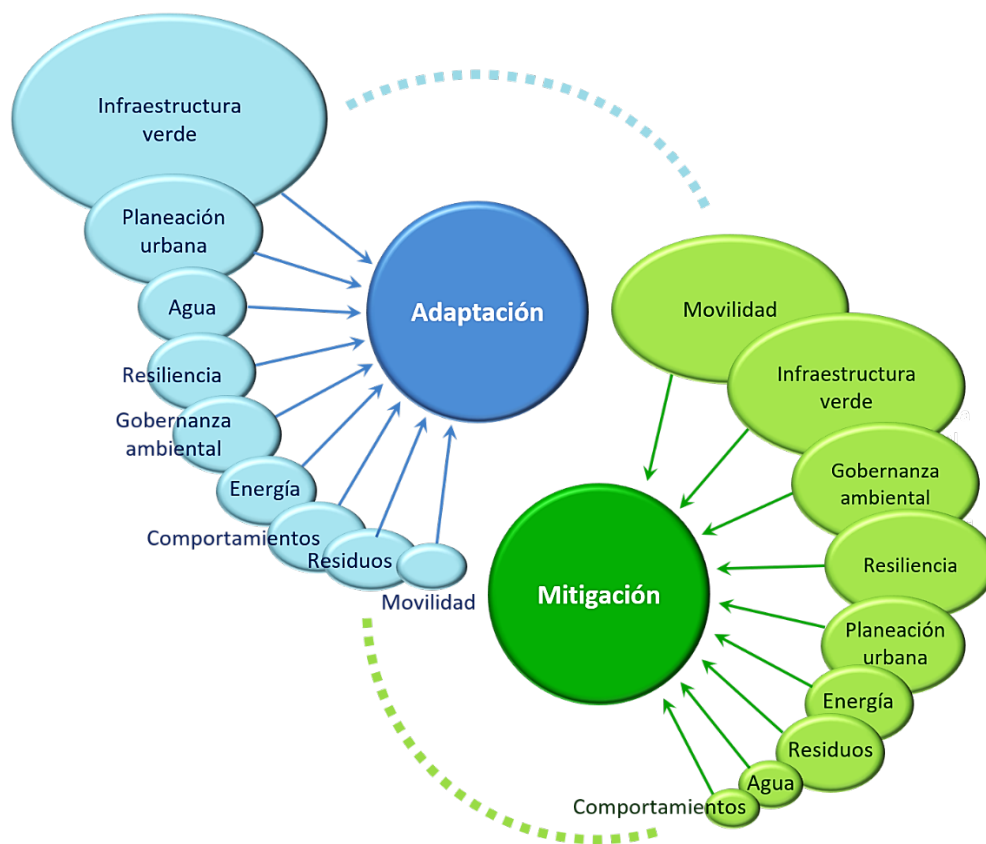 Infraestructura
verde
Planeación
urbana
Agua
Resiliencia
Gobernanza
ambiental
Energía
Comportamientos
Residuos
Movilidad
Adaptación
Movilidad
Infraestructura
verde
Gobernanza
ambiental
Resiliencia
Planeación
urbana
Energía
Residuos
Agua
Comportamientos
Mitigación